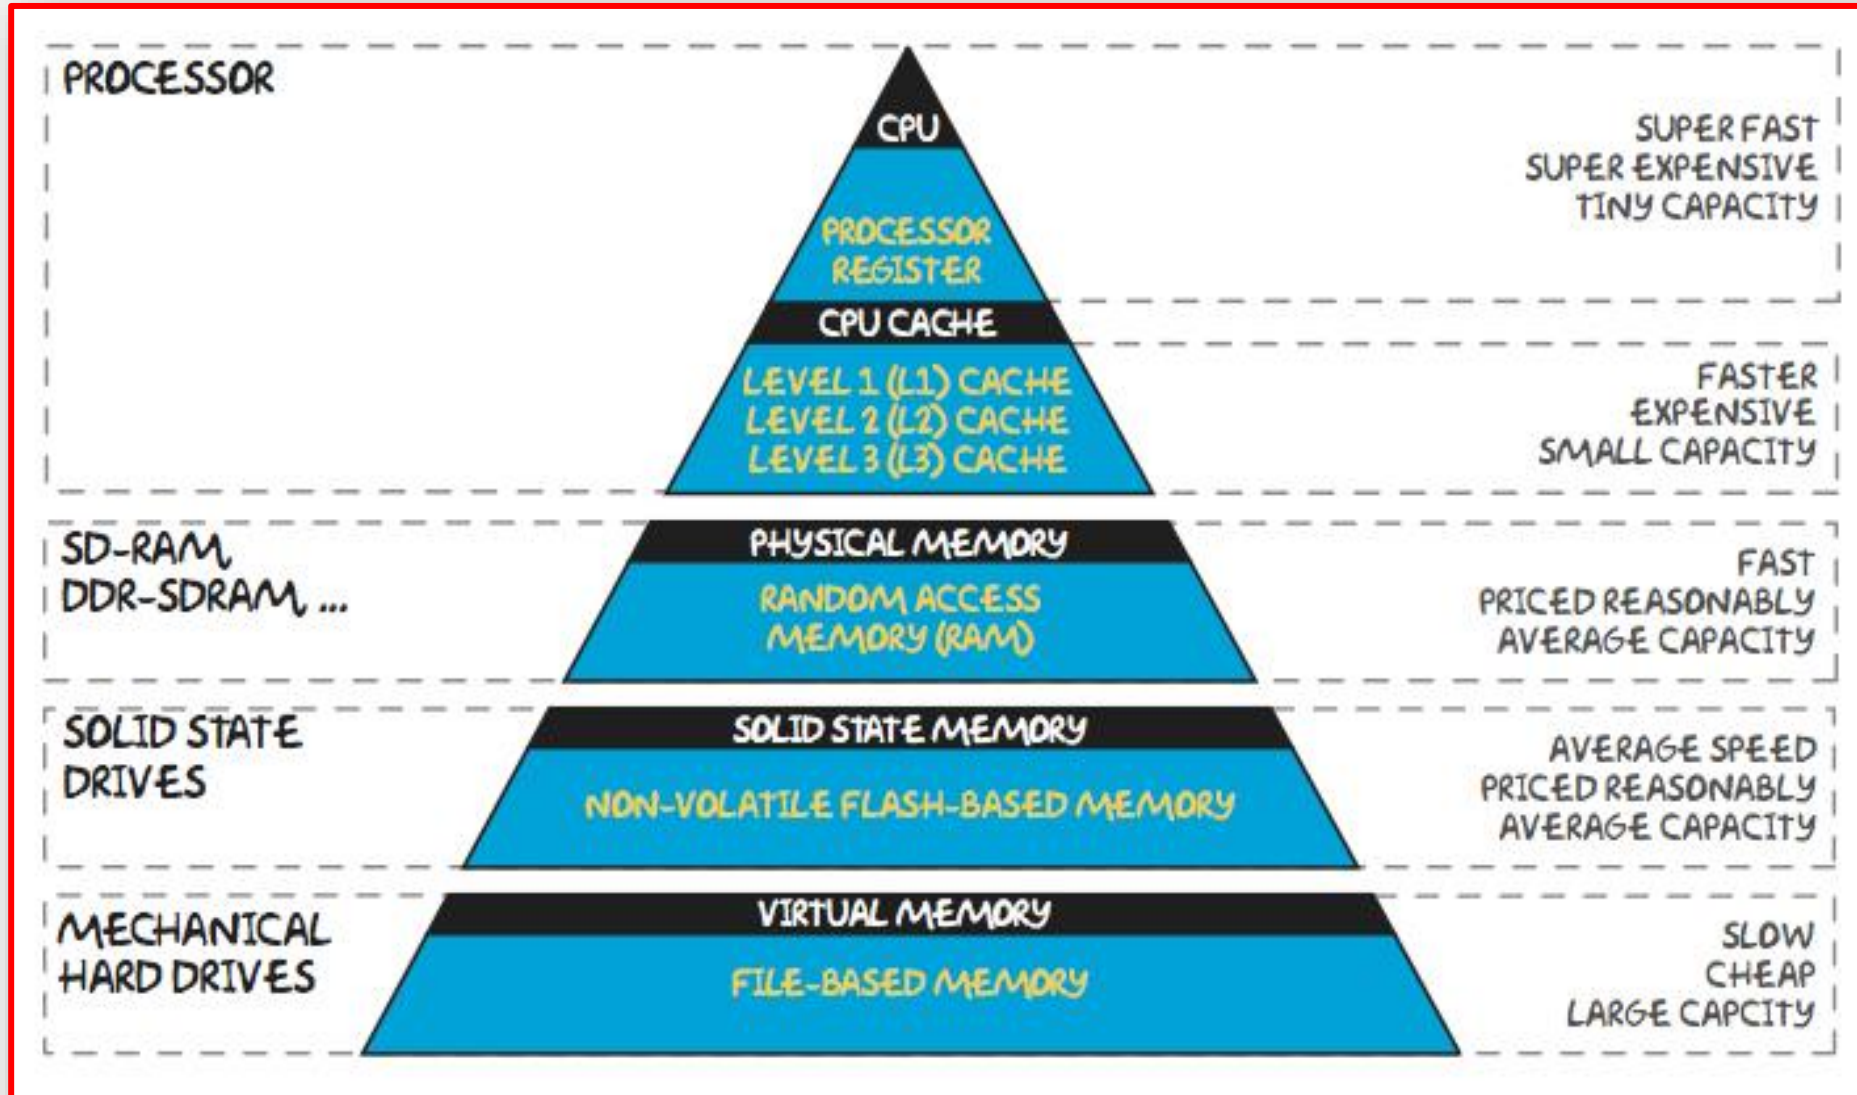 PROCESSOR
CPU
PROCESSOR
REGISTER
SUPER FAST
SUPER EXPENSIVE
TINY CAPACITY
CPU CACHE
LEVEL 1 (L1) CACHE
LEVEL 2 (L2) CACHE
LEVEL 3 (L3) CACHE
FASTER
EXPENSIVE
SMALL CAPACITY
SD-RAM,
DDR-SDRAM, ...
PHYSICAL MEMORY
RANDOM ACCESS
MEMORY (RAM)
FAST
PRICED REASONABLY
AVERAGE CAPACITY
SOLID STATE
DRIVES
SOLID STATE MEMORY
NON-VOLATILE FLASH-BASED MEMORY
AVERAGE SPEED
PRICED REASONABLY
AVERAGE CAPACITY
MECHANICAL
HARD DRIVES
VIRTUAL MEMORY
FILE-BASED MEMORY
SLOW
CHEAP
LARGE CAPCITY